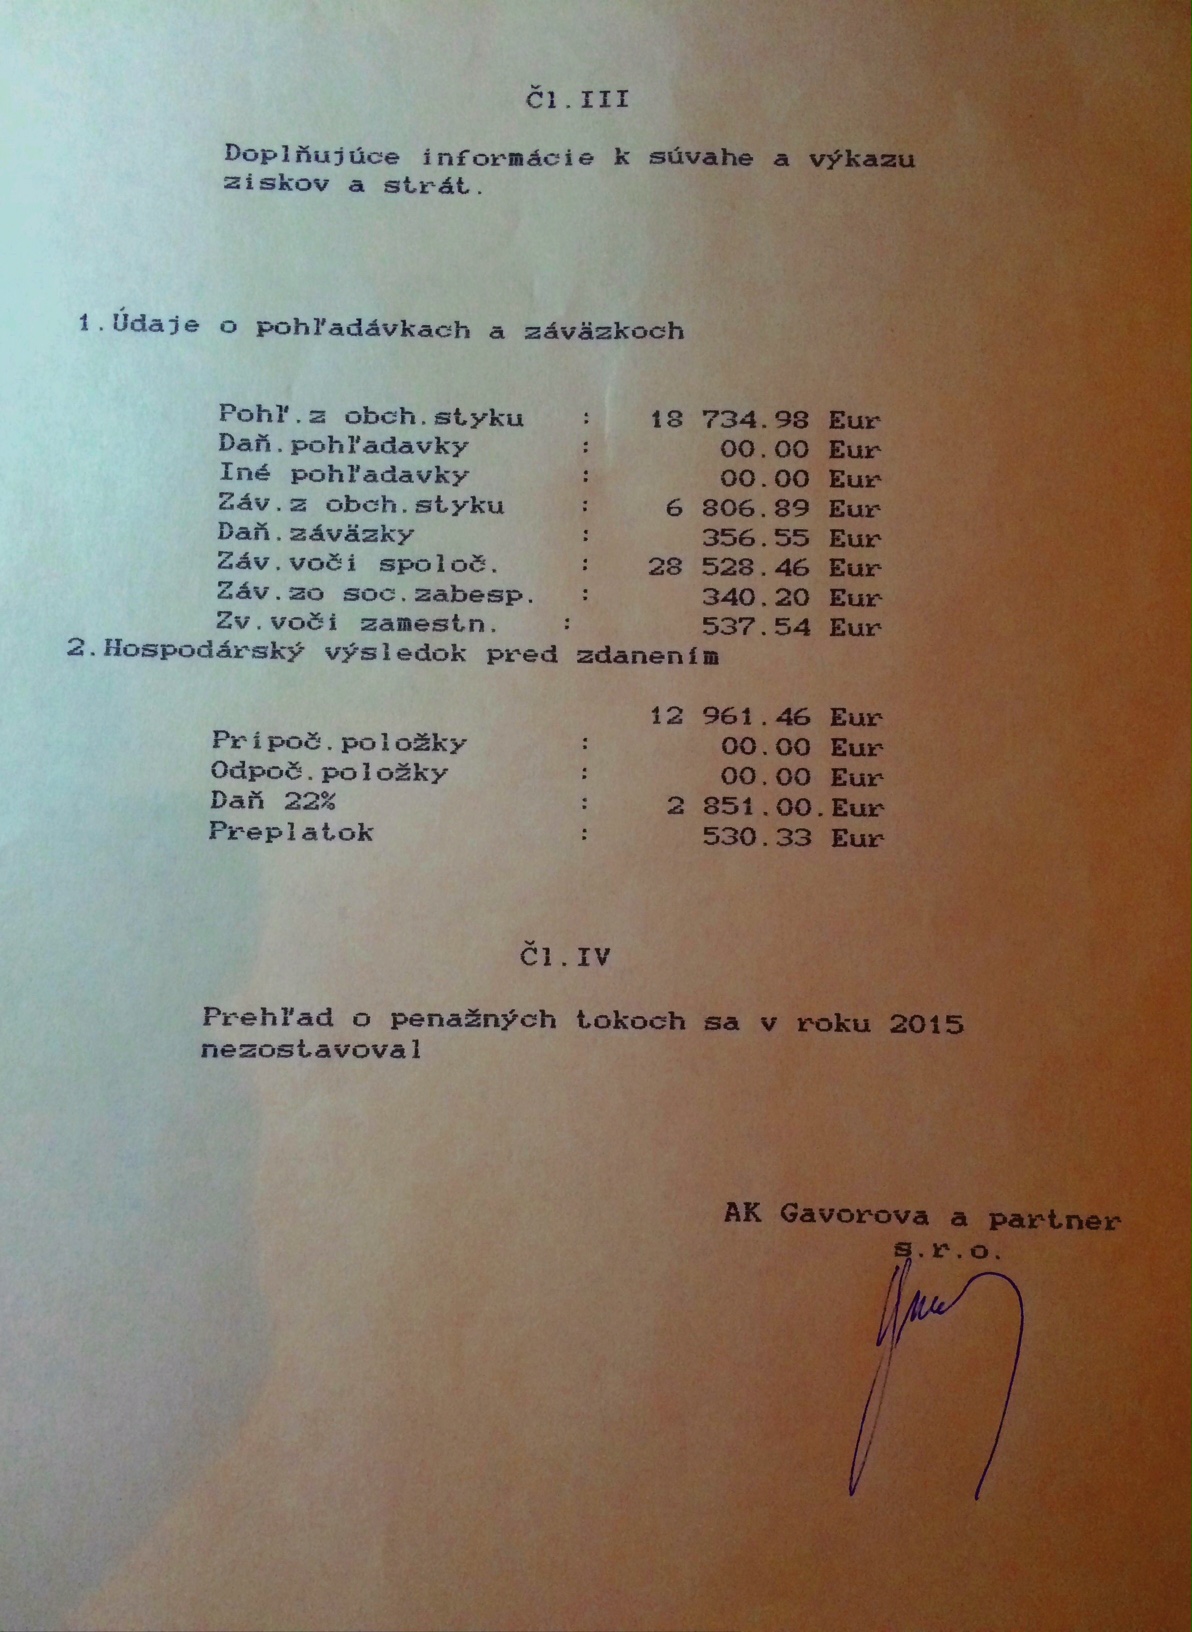 Čl.III
Doplňujúce informácie k súvahe a výkazu
ziskov a strát.
1.Údaje o pohľadávkach a záväzkoch
Pohľ.z obch.styku : 18 734.98 Eur
Daň.pohľadavky : 00.00 Eur
Iné pohľadavky : 00.00 Eur
Záv.z obch.styku : 6 806.89 Eur
Daň.záväzky : 356.55 Eur
Záv.voči spoloč. : 28 528.46 Eur
Záv.zo soc.zabesp. : 340.20 Eur
Zv.voči zamestn. : 537.54 Eur
2.Hospodársky výsledok pred zdanením
12 961.46 Eur
Pripoč.položky : 00.00 Eur
Odpoč.položky : 00.00 Eur
Daň 22% : 2 851.00.Eur
Preplatok : 530.33 Eur
Čl.IV
Prehľad o penažných tokoch sa v roku 2015
nezostavoval
AK Gavorova a partner
s.r.o.